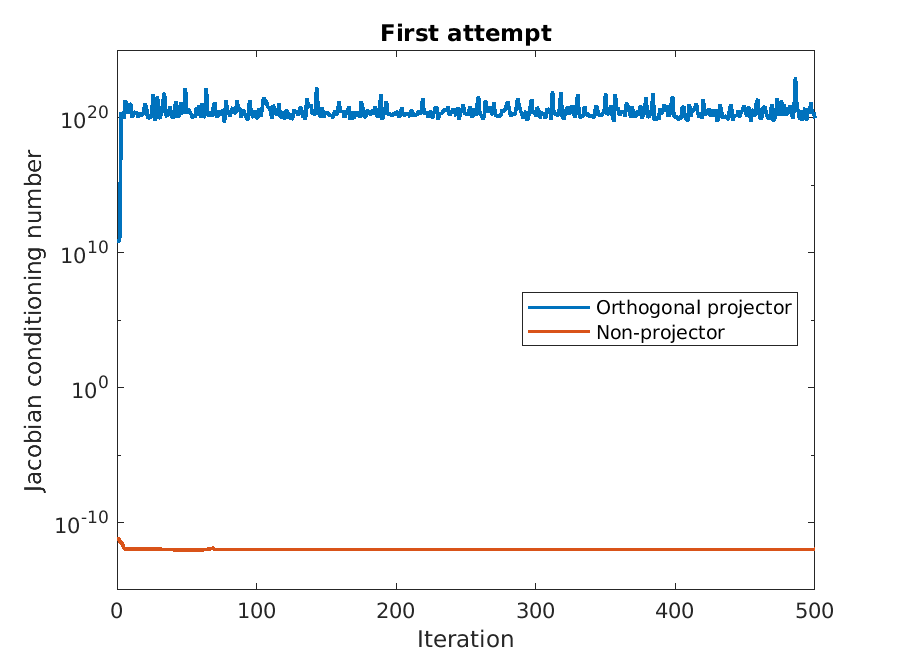 First attempt
Jacobian conditioning number
10^20
10^10
10^0
10^-10
Orthogonal projector
Non-projector
0 100 200 300 400 500
Iteration